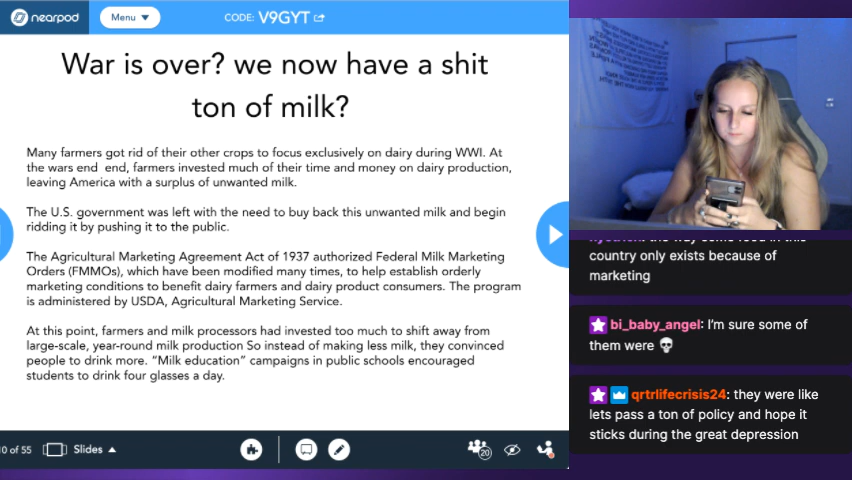 nearpod
Menu
CODE: V9GYT
War is over? we now have a shit
ton of milk?
Many farmers got rid of their other crops to focus exclusively on dairy during WWI. At
the wars end end, farmers invested much of their time and money on dairy production,
leaving America with a surplus of unwanted milk.
The U.S. government was left with the need to buy back this unwanted milk and begin
ridding it by pushing it to the public.
The Agricultural Marketing Agreement Act of 1937 authorized Federal Milk Marketing
Orders (FMMOs), which have been modified many times, to help establish orderly
marketing conditions to benefit dairy farmers and dairy product consumers. The program
is administered by USDA, Agricultural Marketing Service.
At this point, farmers and milk processors had invested too much to shift away from
large-scale, year-round milk production So instead of making less milk, they convinced
people to drink more. “Milk education” campaigns in public schools encouraged
students to drink four glasses a day.
10 of 55
Slides
20
country only exists because of
marketing
bi_baby_angel: I'm sure some of
them were 💀
qrtrlifecrisis24: they were like
lets pass a ton of policy and hope it
sticks during the great depression